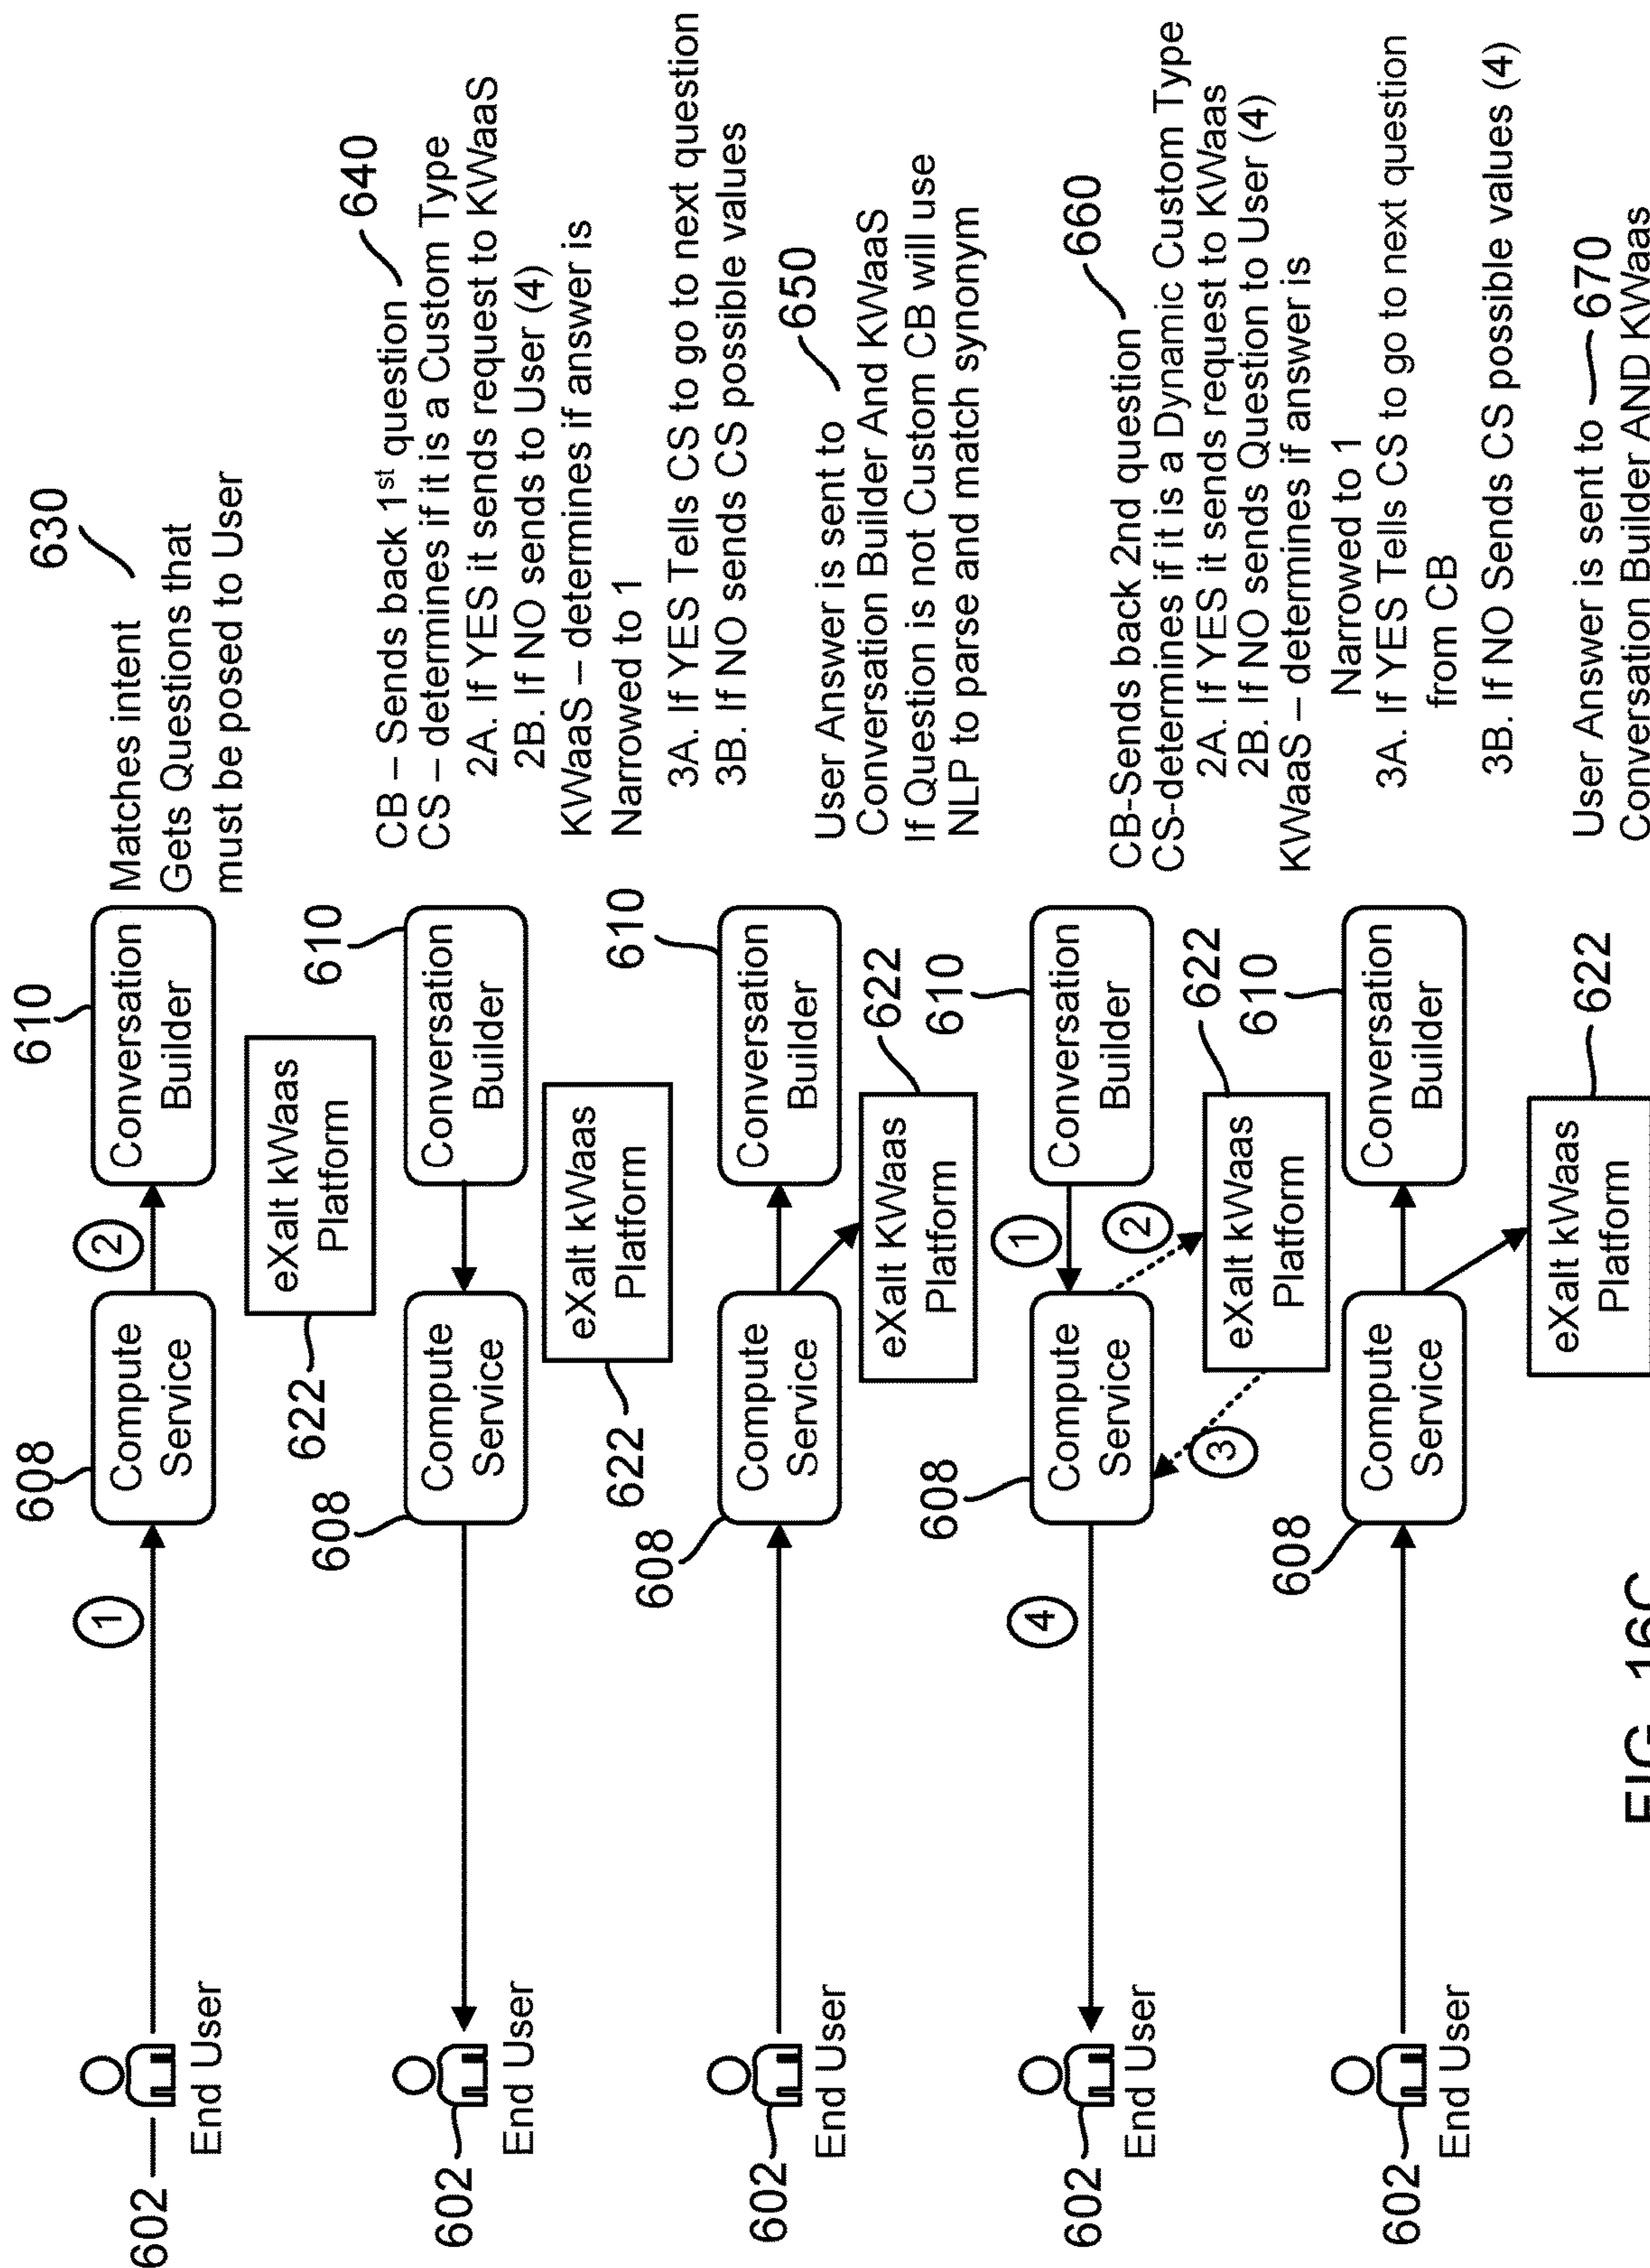 602
End User
1
608
Compute
Service
2
610
Conversation
Builder
630
Matches intent
Gets Questions that
must be posed to User
622
eXalt kWaas
Platform
602
End User
608
Compute
Service
610
Conversation
Builder
640
CB – Sends back 1st question
CS – determines if it is a Custom Type
2A. If YES it sends request to KWaaS
2B. If NO sends to User (4)
KWaaS – determines if answer is
Narrowed to 1
3A. If YES Tells CS to go to next question
3B. If NO sends CS possible values
622
eXalt kWaas
Platform
602
End User
608
Compute
Service
610
Conversation
Builder
650
User Answer is sent to
Conversation Builder And KWaaS
If Question is not Custom CB will use
NLP to parse and match synonym
eXalt KWaas
Platform
622
602
End User
4
608
Compute
Service
1
610
Conversation
Builder
660
CB-Sends back 2nd question
CS-determines if it is a Dynamic Custom Type
2A. If YES it sends request to KWaaS
2B. If NO sends Question to User (4)
KWaaS – determines if answer is
Narrowed to 1
3A. If YES Tells CS to go to next question
from CB
3B. If NO Sends CS possible values (4)
2
3
eXalt kWaas
Platform
622
602
End User
608
Compute
Service
610
Conversation
Builder
User Answer is sent to
670
Conversation Builder AND KWaas
eXalt kWaas
Platform
622
FIG. 16C